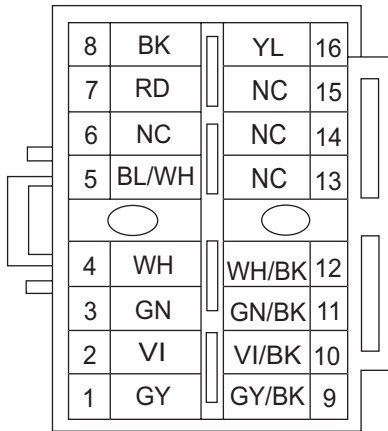 8 BK YL 16
7 RD NC 15
6 NC NC 14
5 BL/WH NC 13
4 WH WH/BK 12
3 GN GN/BK 11
2 VI VI/BK 10
1 GY GY/BK 9